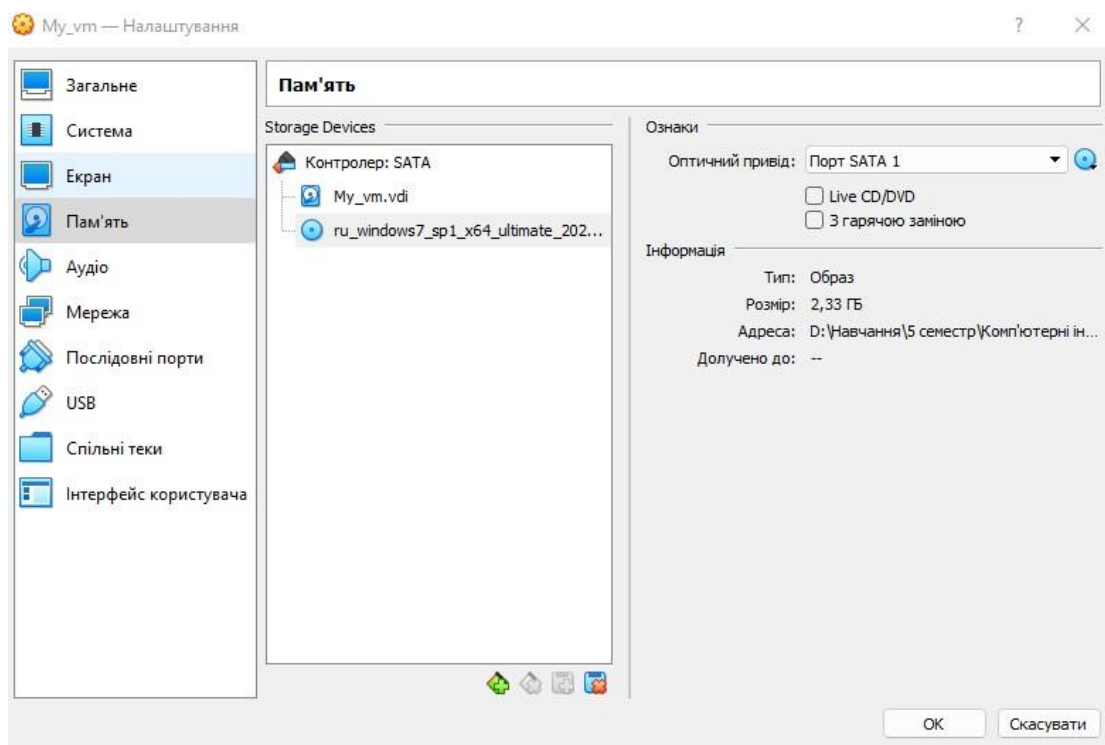 My_vm — Налаштування
? ×
Загальне
Система
Екран
Пам'ять
Аудіо
Мережа
Послідовні порти
USB
Спільні теки
Інтерфейс користувача
Пам'ять
Storage Devices
Контролер: SATA
My_vm.vdi
ru_windows7_sp1_x64_ultimate_202...
Ознаки
Оптичний привід: Порт SATA 1
Live CD/DVD
З гарячою заміною
Інформація
Тип: Образ
Розмір: 2,33 ГБ
Адреса: D:\Навчання\5 семестр\Комп'ютерні ін...
Долучено до: --
ОК Скасувати